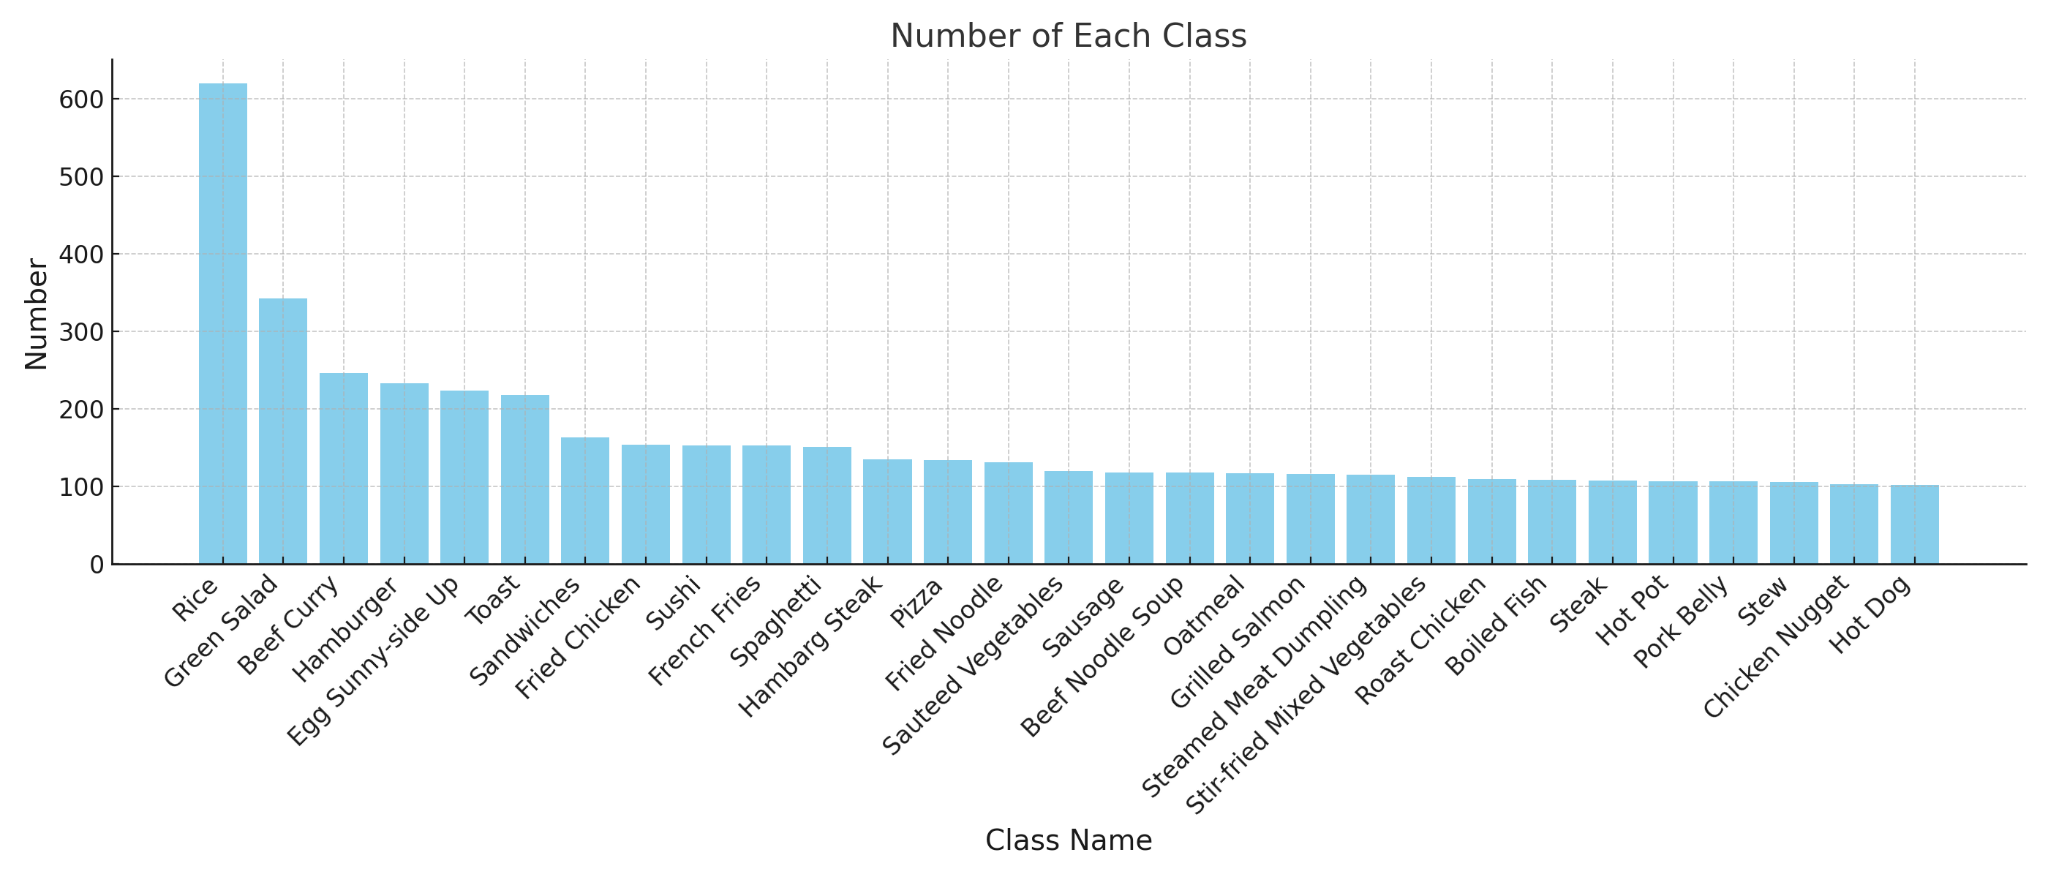 Number of Each Class
Number
600
500
400
300
200
100
0
Rice
Green Salad
Beef Curry
Hamburger
Egg Sunny-side Up
Toast
Sandwiches
Fried Chicken
Sushi
French Fries
Spaghetti
Hambarg Steak
Pizza
Fried Noodle
Sauteed Vegetables
Sausage
Beef Noodle Soup
Oatmeal
Grilled Salmon
Steamed Meat Dumpling
Stir-fried Mixed Vegetables
Roast Chicken
Boiled Fish
Steak
Hot Pot
Pork Belly
Stew
Chicken Nugget
Hot Dog
Class Name